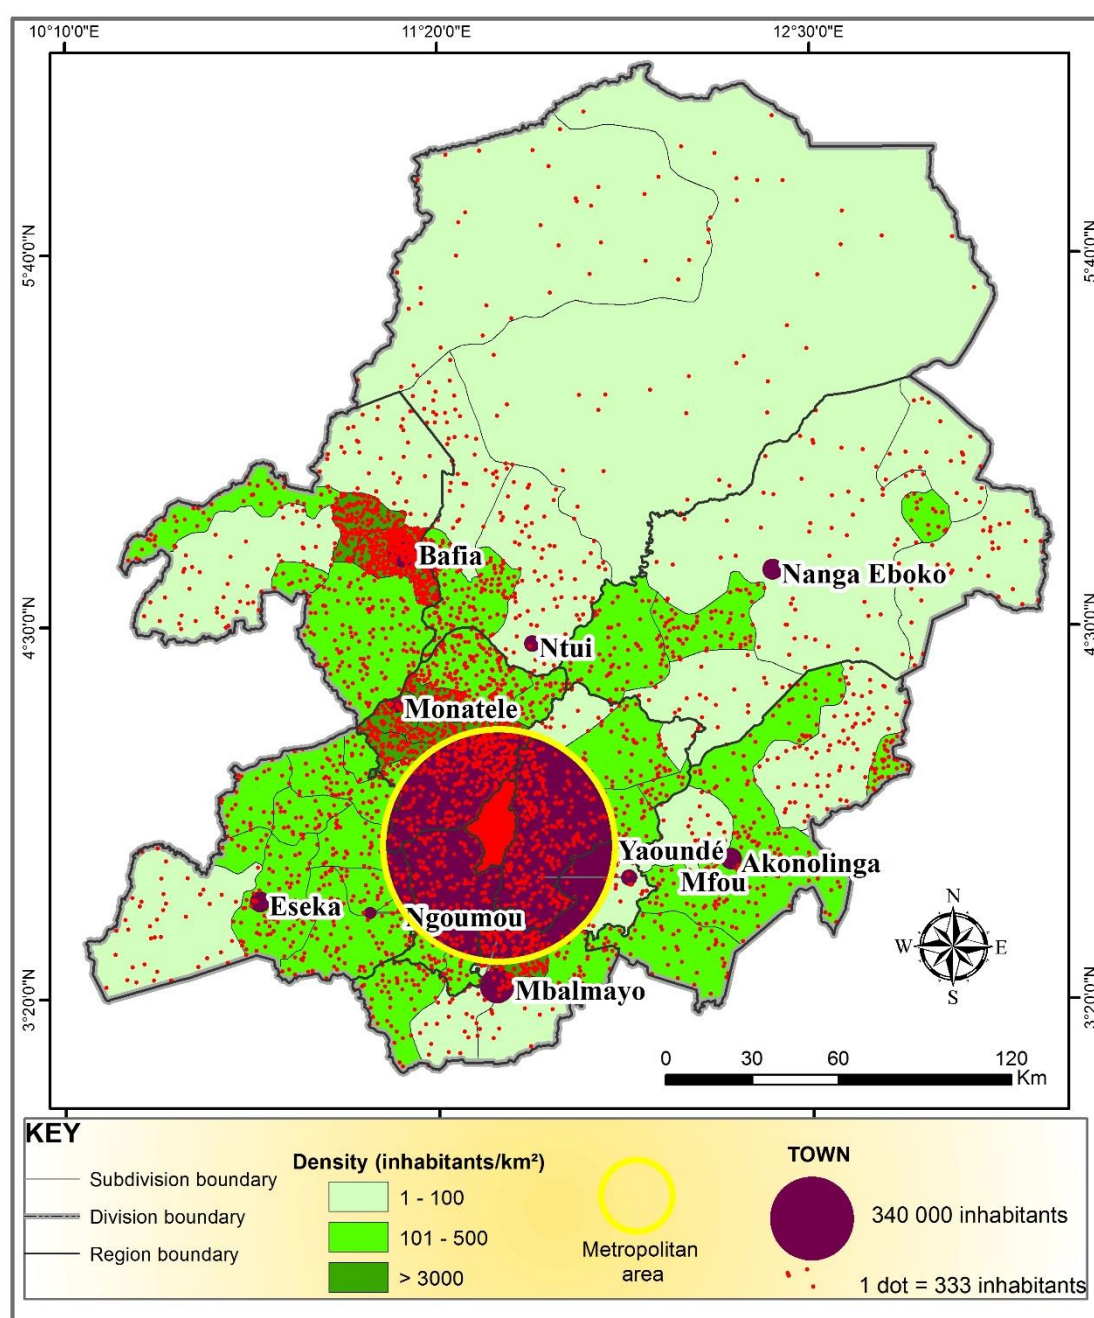 10°10'0"E 11°20'0"E 12°30'0"E
5°40'0"N 5°40'0"N
Bafia
Nanga Eboko
4°30'0"N 4°30'0"N
Ntui
Monatele
Yaoundé
Akonolinga
Mfou
Eseka
Ngoumou
N
W E
S
Mbalmayo
3°20'0"N 3°20'0"N
0 30 60 120
Km
KEY
Subdivision boundary
Division boundary
Region boundary
Density (inhabitants/km²)
1 - 100
101 - 500
> 3000
Metropolitan
area
TOWN
340 000 inhabitants
1 dot = 333 inhabitants